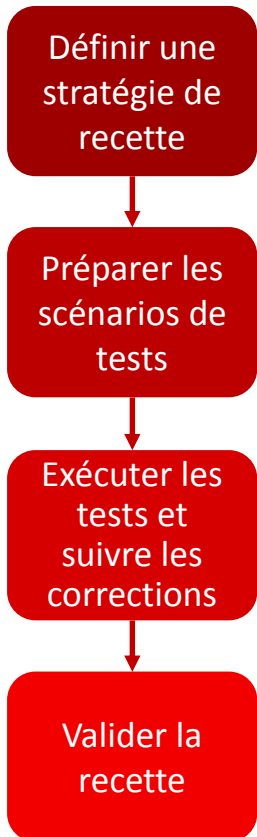 Définir une
stratégie de
recette
Préparer les
scénarios de
tests
Exécuter les
tests et
suivre les
corrections
Valider la
recette